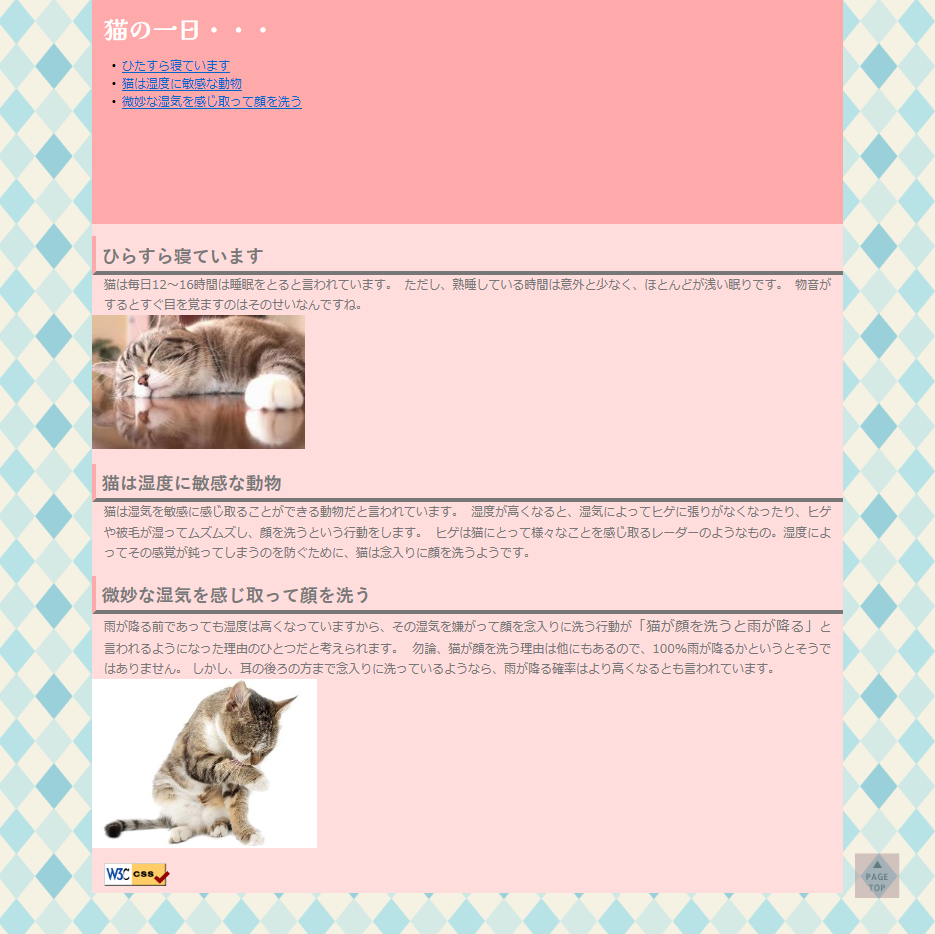 猫の一日・・・
・ひたすら寝ています
・猫は湿度に敏感な動物
・微妙な湿気を感じ取って顔を洗う
ひらすら寝ています
猫は毎日12～16時間は睡眠をとると言われています。 ただし、熟睡している時間は意外と少なく、ほとんどが浅い眠りです。 物音が
するとすぐ目を覚ますのはそのせいなんですね。
猫は湿度に敏感な動物
猫は湿気を敏感に感じ取ることができる動物だと言われています。 湿度が高くなると、湿気によってヒゲに張りがなくなったり、ヒゲ
や被毛が湿ってムズムズし、顔を洗うという行動をします。 ヒゲは猫にとって様々なことを感じ取るレーダーのようなもの。湿度によ
ってその感覚が鈍ってしまうのを防ぐために、猫は念入りに顔を洗うようです。
微妙な湿気を感じ取って顔を洗う
雨が降る前であっても湿度は高くなっていますから、その湿気を嫌がって顔を念入りに洗う行動が「猫が顔を洗うと雨が降る」と
言われるようになった理由のひとつだと考えられます。 勿論、猫が顔を洗う理由は他にもあるので、100%雨が降るかというとそうで
はありません。 しかし、耳の後ろの方まで念入りに洗っているようなら、雨が降る確率はより高くなるとも言われています。
W3C css
PAGE
TOP